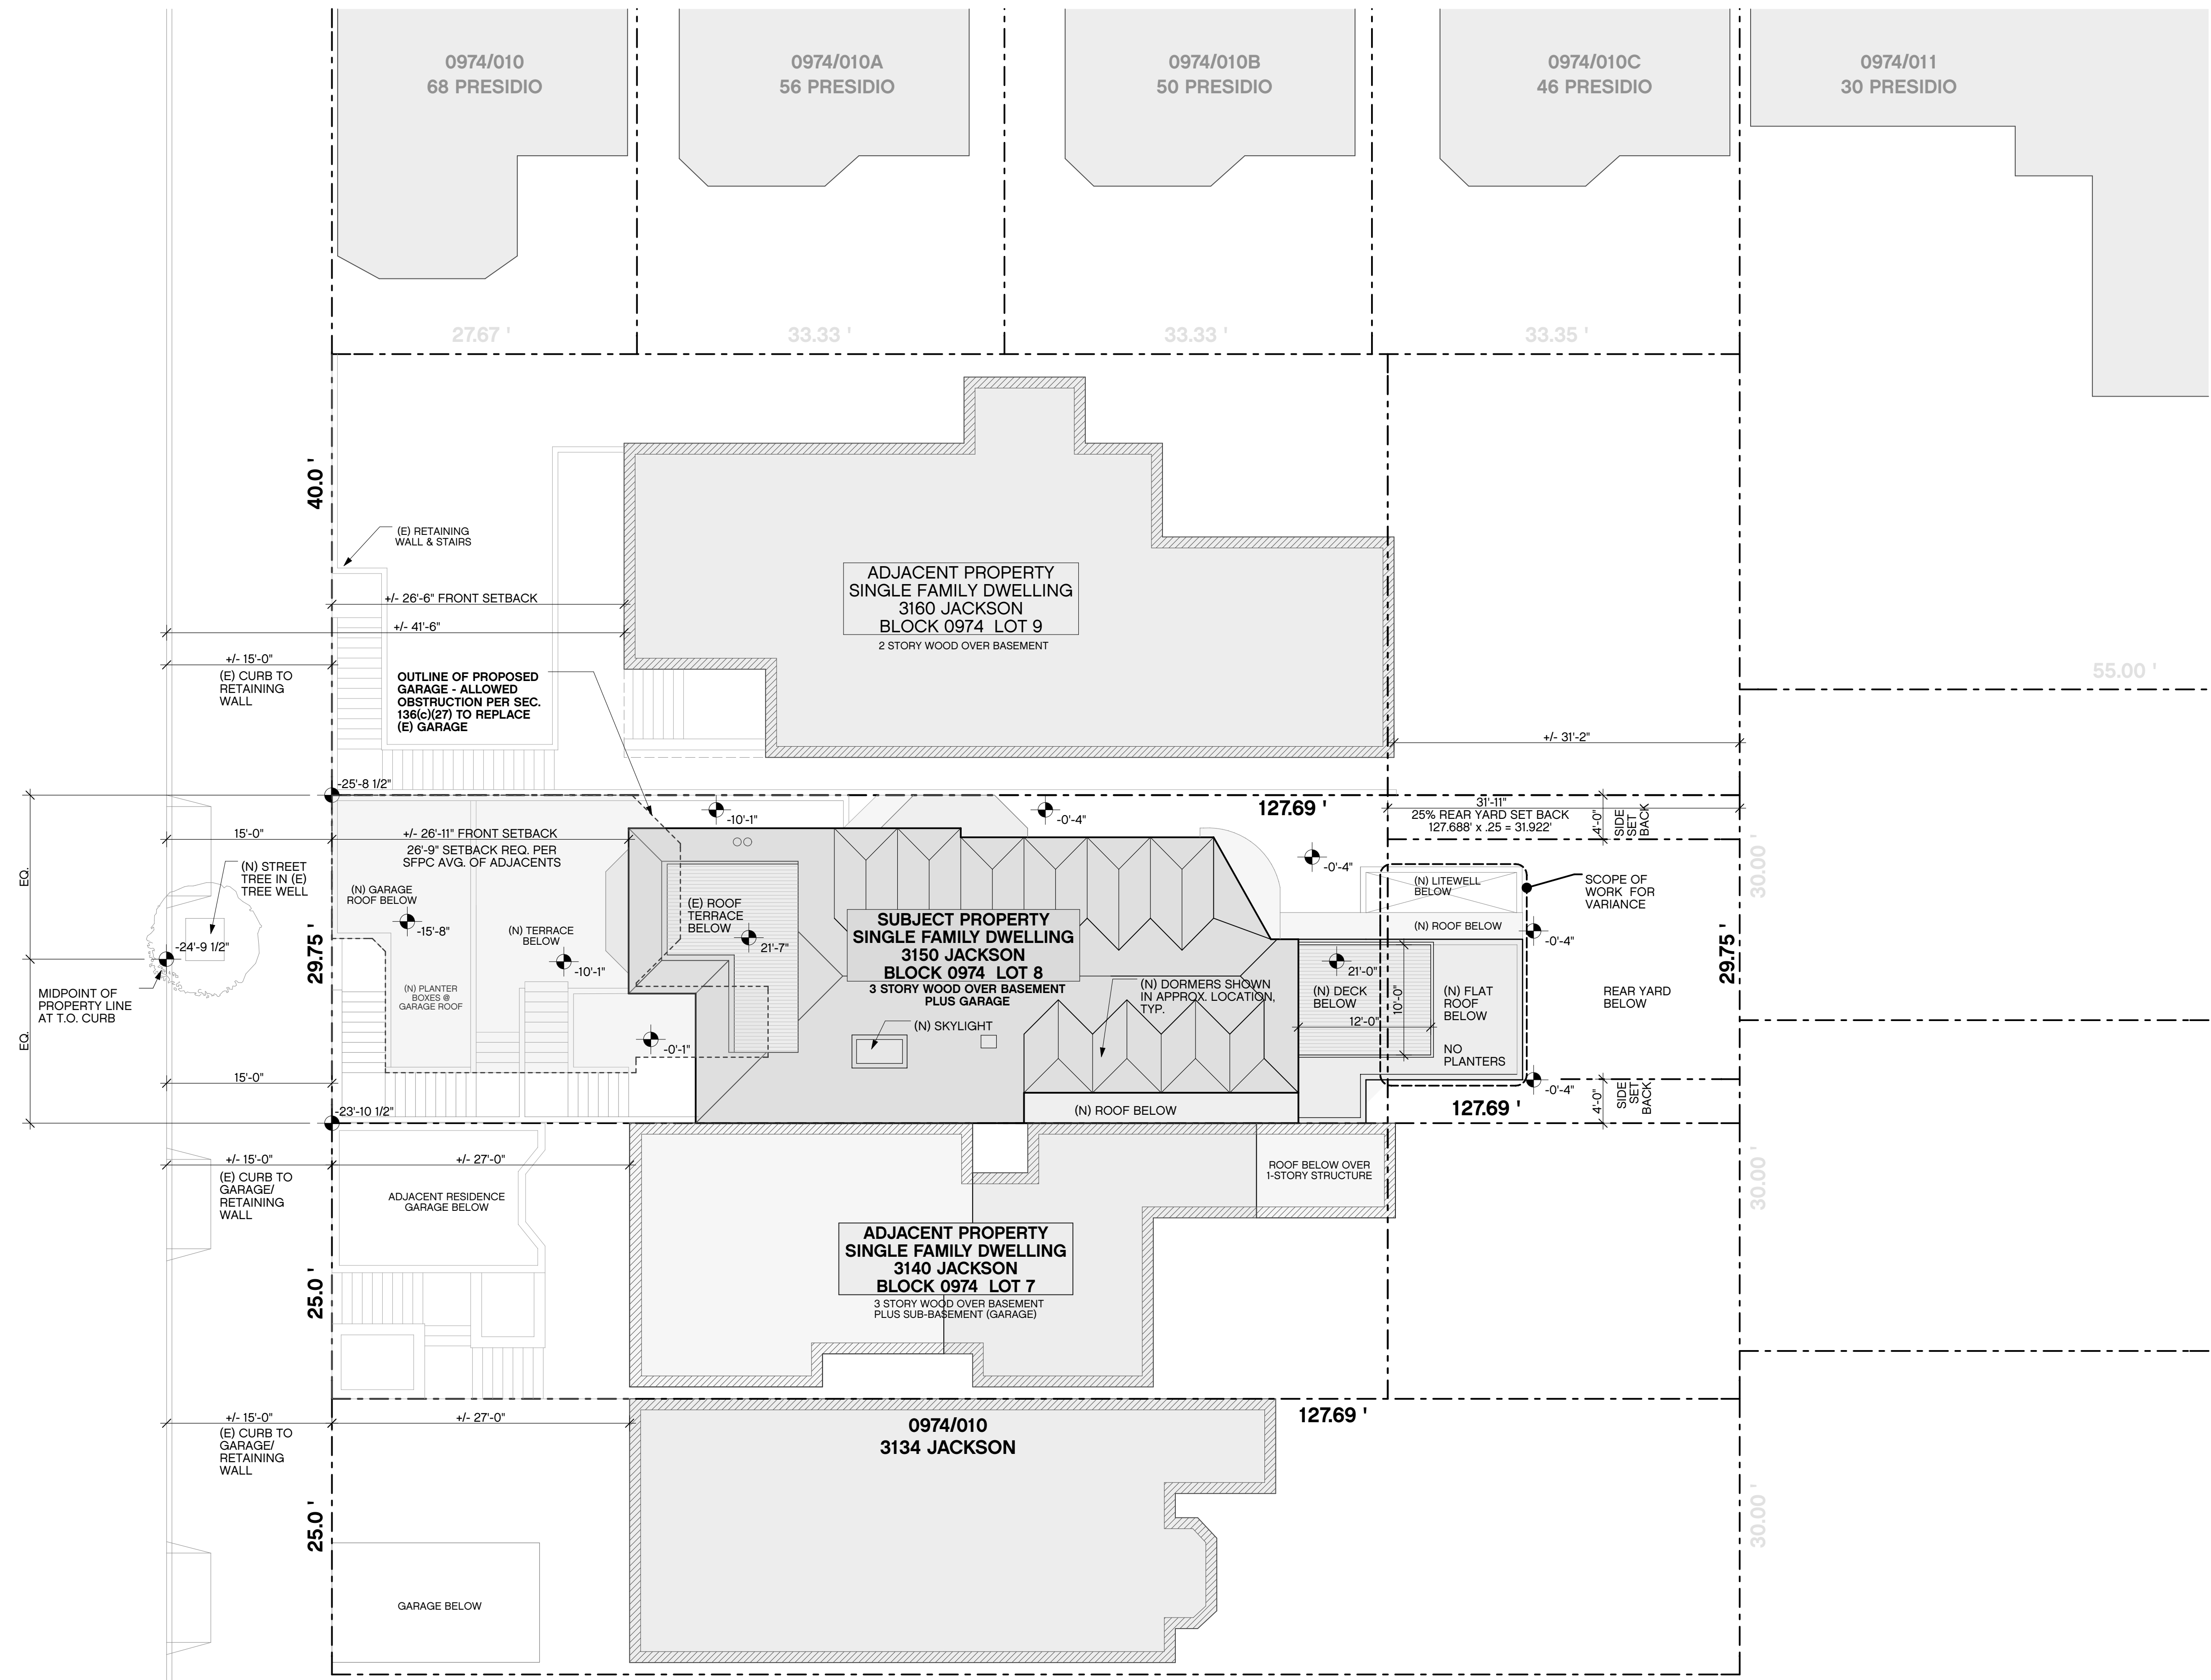 0974/010
68 PRESIDIO
0974/010A
56 PRESIDIO
0974/010B
50 PRESIDIO
0974/010C
46 PRESIDIO
0974/011
30 PRESIDIO
27.67 '
33.33 '
33.33 '
33.35 '
40.0 '
(E) RETAINING
WALL & STAIRS
+/- 26'-6" FRONT SETBACK
+/- 41'-6"
+/- 15'-0"
(E) CURB TO
RETAINING
WALL
OUTLINE OF PROPOSED
GARAGE - ALLOWED
OBSTRUCTION PER SEC.
136(c)(27) TO REPLACE
(E) GARAGE
ADJACENT PROPERTY
SINGLE FAMILY DWELLING
3160 JACKSON
BLOCK 0974 LOT 9
2 STORY WOOD OVER BASEMENT
55.00 '
+/- 31'-2"
-25'-8 1/2"
-10'-1"
-0'-4"
127.69 '
31'-11"
25% REAR YARD SET BACK
127.688' x .25 = 31.922'
4'-0"
SIDE
SET
BACK
15'-0"
+/- 26'-11" FRONT SETBACK
26'-9" SETBACK REQ. PER
SFPC AVG. OF ADJACENTS
EQ.
(N) STREET
TREE IN (E)
TREE WELL
(N) GARAGE
ROOF BELOW
-15'-8"
(N) TERRACE
BELOW
-10'-1"
(E) ROOF
TERRACE
BELOW
21'-7"
SUBJECT PROPERTY
SINGLE FAMILY DWELLING
3150 JACKSON
BLOCK 0974 LOT 8
3 STORY WOOD OVER BASEMENT
PLUS GARAGE
-0'-4"
(N) LITEWELL
BELOW
SCOPE OF
WORK FOR
VARIANCE
30.00 '
(N) ROOF BELOW
-0'-4"
-24'-9 1/2"
29.75 '
29.75 '
MIDPOINT OF
PROPERTY LINE
AT T.O. CURB
(N) PLANTER
BOXES @
GARAGE ROOF
(N) DORMERS SHOWN
IN APPROX. LOCATION,
TYP.
21'-0"
(N) DECK
BELOW
10'-0"
12'-0"
(N) FLAT
ROOF
BELOW
NO
PLANTERS
REAR YARD
BELOW
(N) SKYLIGHT
-0'-1"
EQ.
15'-0"
-0'-4"
4'-0"
SIDE
SET
BACK
-23'-10 1/2"
(N) ROOF BELOW
127.69 '
+/- 15'-0"
+/- 27'-0"
(E) CURB TO
GARAGE/
RETAINING
WALL
ADJACENT RESIDENCE
GARAGE BELOW
ROOF BELOW OVER
1-STORY STRUCTURE
30.00 '
ADJACENT PROPERTY
SINGLE FAMILY DWELLING
3140 JACKSON
BLOCK 0974 LOT 7
3 STORY WOOD OVER BASEMENT
PLUS SUB-BASEMENT (GARAGE)
25.0 '
+/- 15'-0"
+/- 27'-0"
(E) CURB TO
GARAGE/
RETAINING
WALL
0974/010
3134 JACKSON
127.69 '
25.0 '
30.00 '
GARAGE BELOW